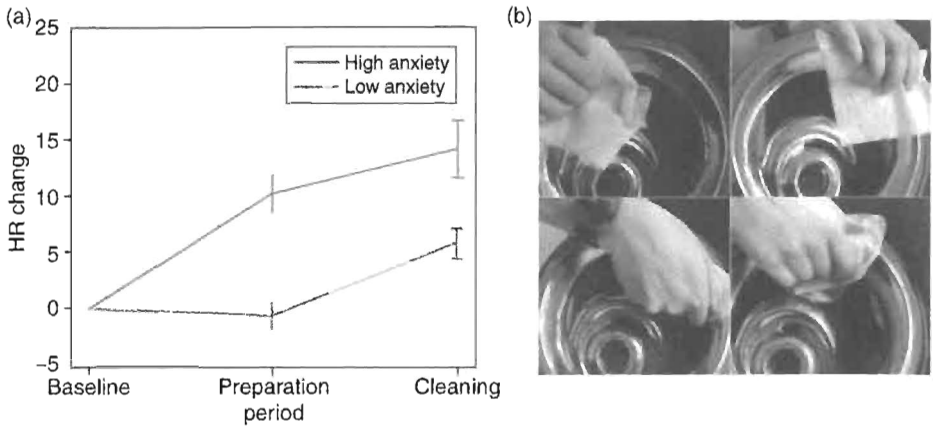 (a)
25
20
15
10
5
0
−5
HR change
High anxiety
Low anxiety
Baseline
Preparation
period
Cleaning
(b)